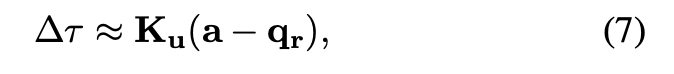 Δτ ≈ K_u(a − q_r), (7)